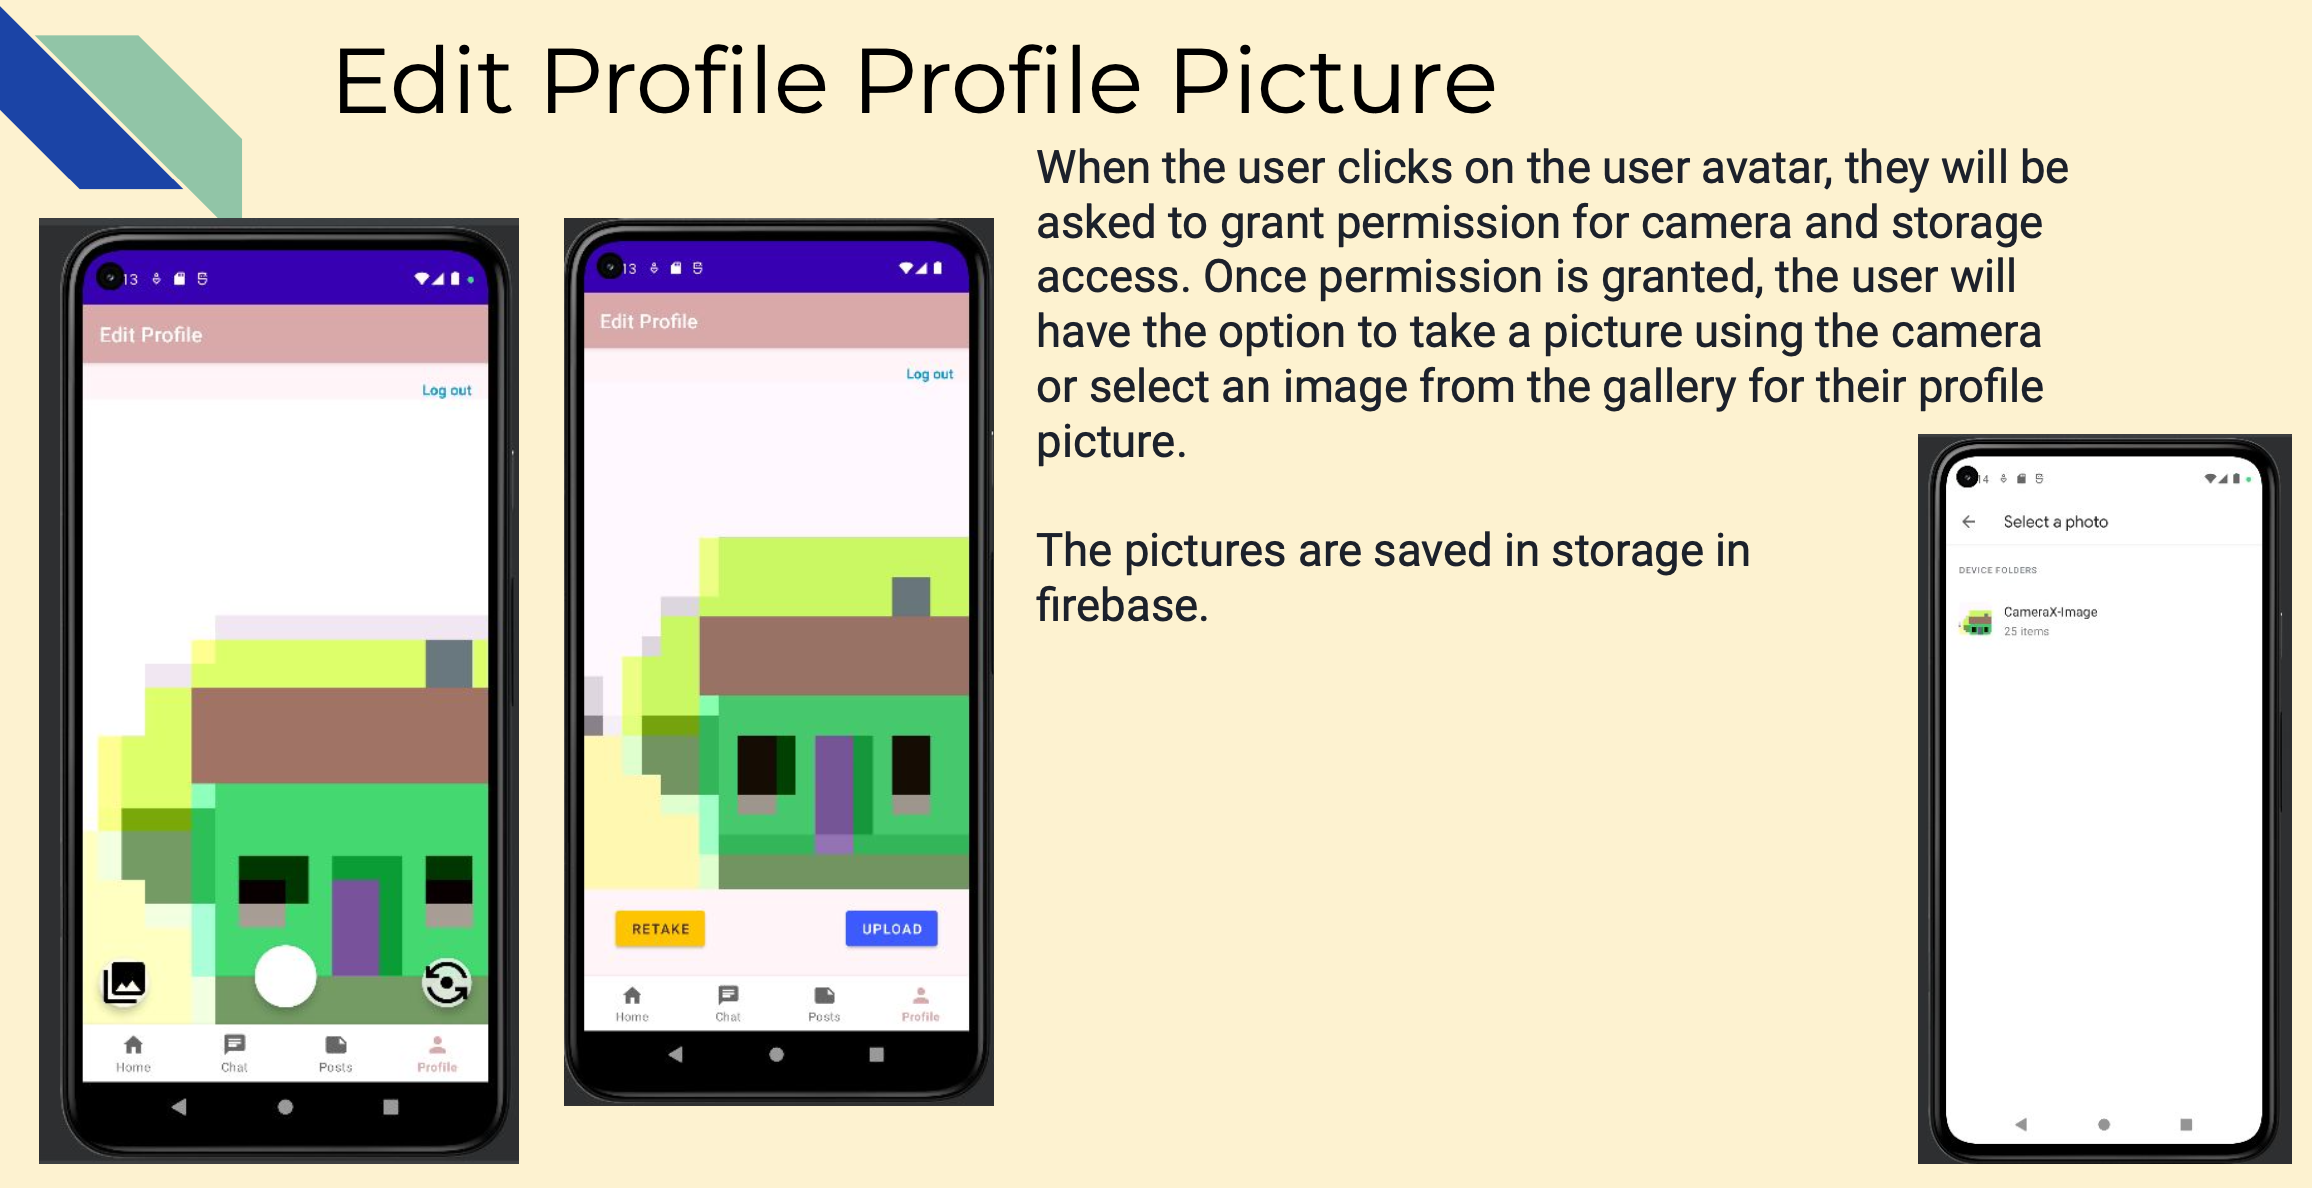 Edit Profile Profile Picture
When the user clicks on the user avatar, they will be
asked to grant permission for camera and storage
access. Once permission is granted, the user will
have the option to take a picture using the camera
or select an image from the gallery for their profile
picture.
The pictures are saved in storage in
firebase.
13
Edit Profile
Log out
Home Chat Posts Profile
13
Edit Profile
Log out
RETAKE UPLOAD
Home Chat Posts Profile
14
Select a photo
DEVICE FOLDERS
CameraX-Image
25 items